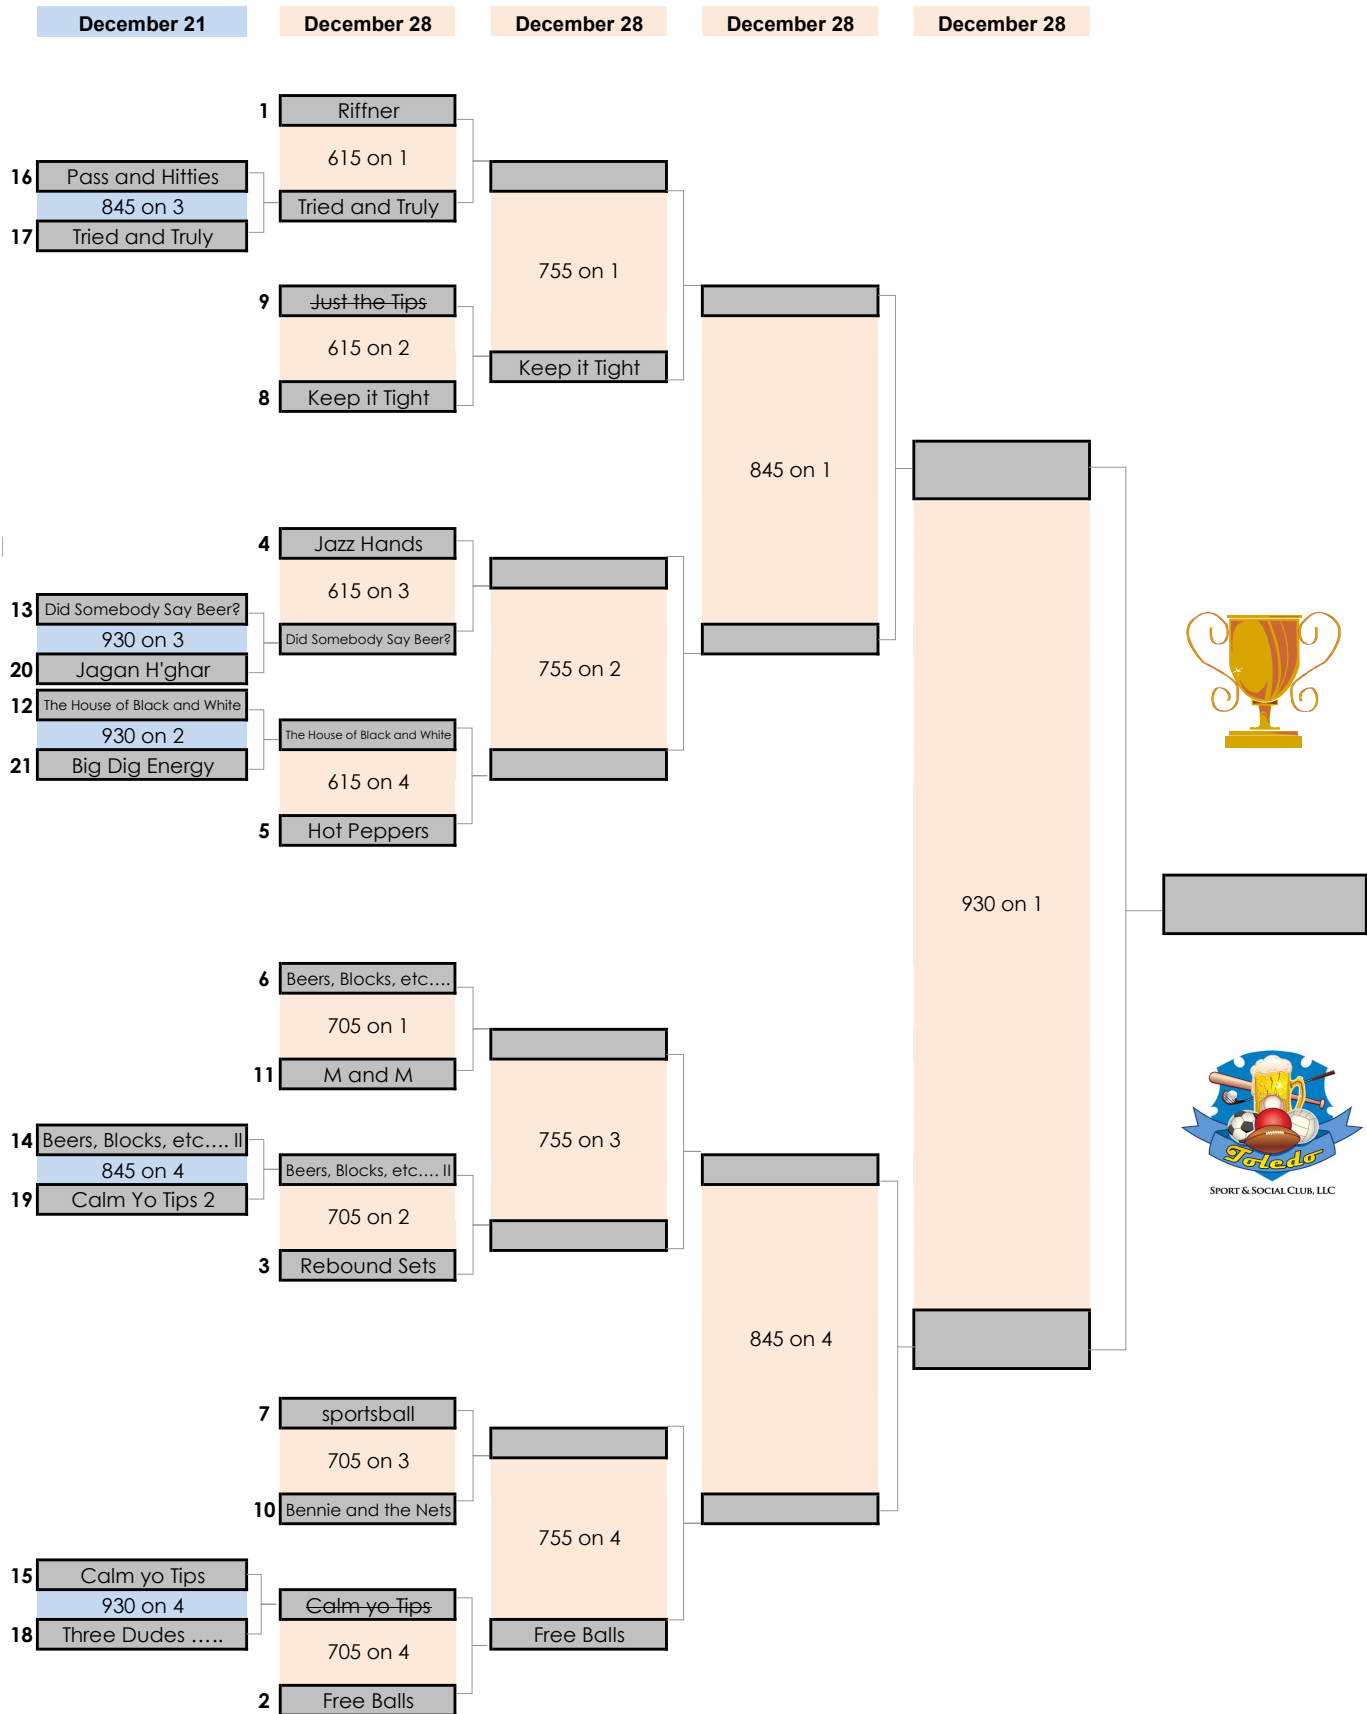 December 21
December 28
December 28
December 28
December 28
1 Riffner
615 on 1
16 Pass and Hitties
845 on 3
Tried and Truly
17 Tried and Truly
755 on 1
9 Just the Tips
615 on 2
Keep it Tight
8 Keep it Tight
845 on 1
4 Jazz Hands
615 on 3
13 Did Somebody Say Beer?
930 on 3
Did Somebody Say Beer?
20 Jagan H'ghar
755 on 2
12 The House of Black and White
930 on 2
The House of Black and White
21 Big Dig Energy
615 on 4
5 Hot Peppers
930 on 1
6 Beers, Blocks, etc....
705 on 1
11 M and M
14 Beers, Blocks, etc.... II
755 on 3
845 on 4
Beers, Blocks, etc.... II
19 Calm Yo Tips 2
705 on 2
3 Rebound Sets
Toledo
SPORT & SOCIAL CLUB, LLC
845 on 4
7 sportsball
705 on 3
10 Bennie and the Nets
755 on 4
15 Calm yo Tips
930 on 4
Calm yo Tips
18 Three Dudes .....
Free Balls
705 on 4
2 Free Balls